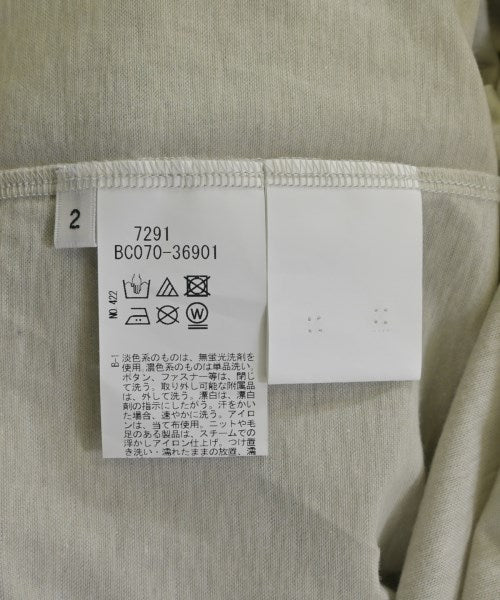 2
7291
BC070-36901
NO.422
B-1
淡色系のものは、無蛍光洗剤を
使用。濃色系のものは単品洗い。
ボタン、ファスナー等は、閉じ
て洗う。取り外し可能な附属品
は、外して洗う。漂白は、漂白
剤の指示にしたがう。汗をかい
た場合、速やかに洗う。アイロ
ンは、当て布使用。ニットや毛
足のある製品は、スチームでの
浮かしアイロン仕上げ。つけ置
き洗い・濡れたままの放置、濡